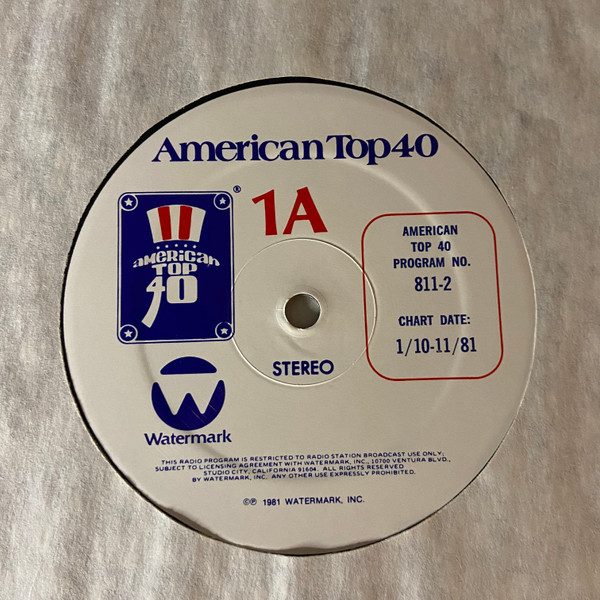 American Top 40
®
1A
AMERICAN
TOP
40
AMERICAN
TOP 40
PROGRAM NO.
811-2
CHART DATE:
1/10-11/81
STEREO
Watermark
THIS RADIO PROGRAM IS RESTRICTED TO RADIO STATION BROADCAST USE ONLY;
SUBJECT TO LICENSING AGREEMENT WITH WATERMARK, INC., 10700 VENTURA BLVD.,
STUDIO CITY, CALIFORNIA 91604. ALL RIGHTS RESERVED
BY WATERMARK, INC. ANY OTHER USE EXPRESSLY PROHIBITED.
©℗ 1981 WATERMARK, INC.